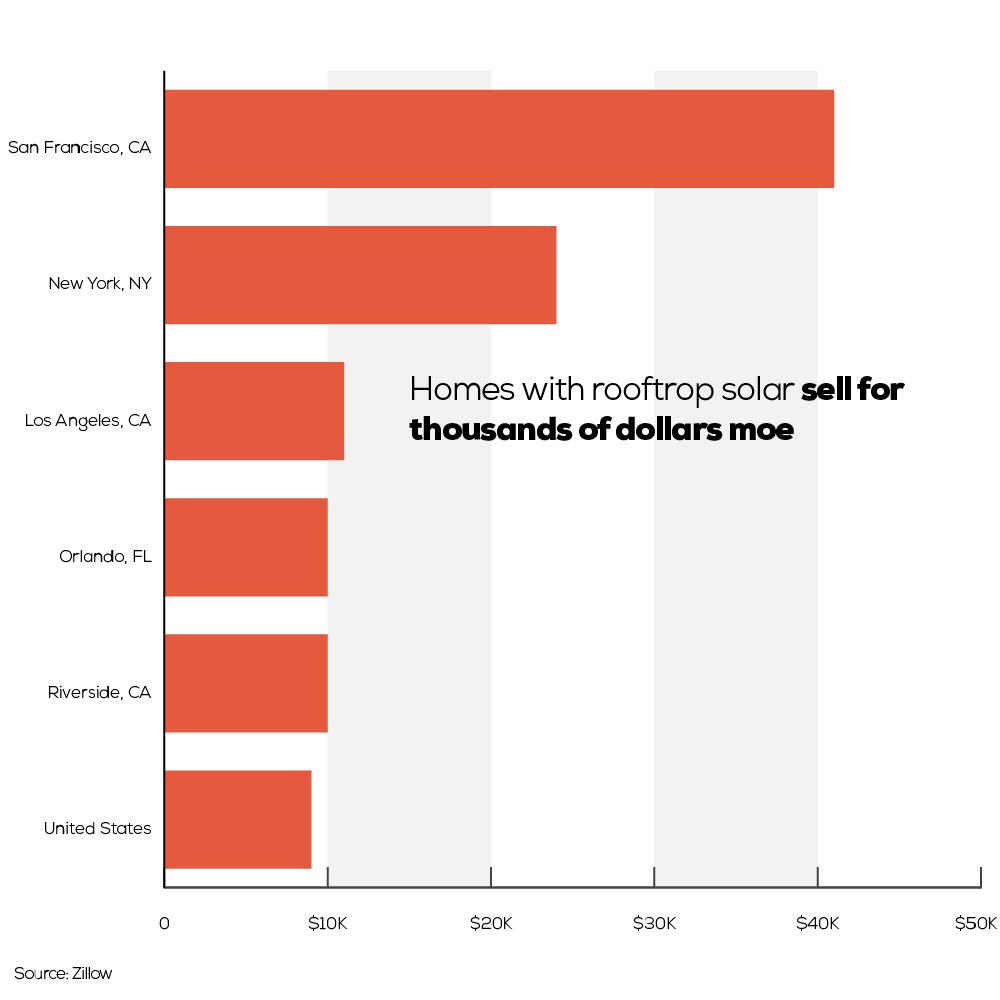 San Francisco, CA
New York, NY
Homes with rooftrop solar sell for
thousands of dollars moe
Los Angeles, CA
Orlando, FL
Riverside, CA
United States
0 $10K $20K $30K $40K $50K
Source: Zillow